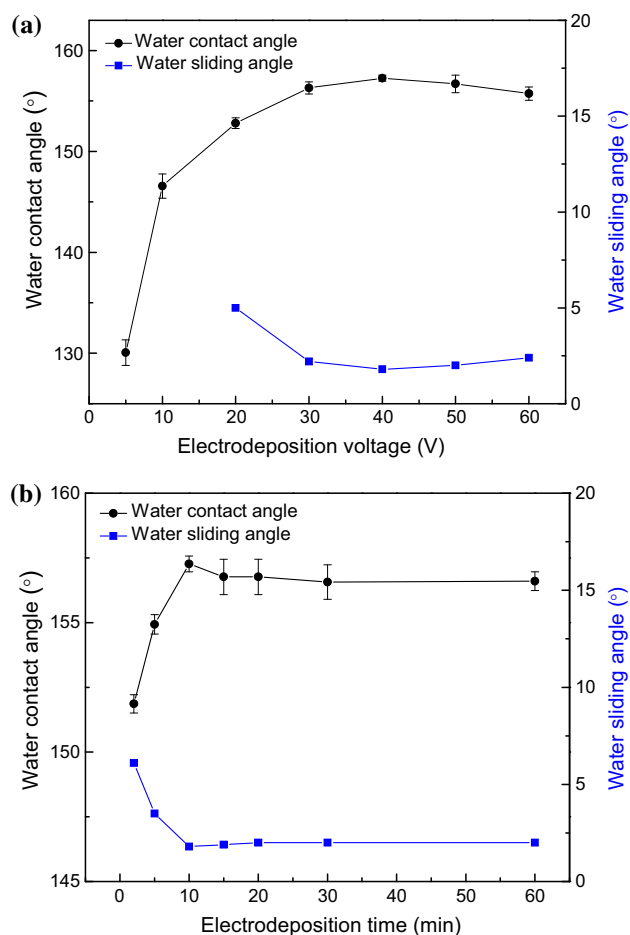 (a)
Water contact angle
Water sliding angle
160
150
140
130
20
15
10
5
0
0 10 20 30 40 50 60
Water contact angle (°)
Water sliding angle (°)
Electrodeposition voltage (V)
(b)
Water contact angle
Water sliding angle
160
155
150
145
20
15
10
5
0
0 10 20 30 40 50 60
Water contact angle (°)
Water sliding angle (°)
Electrodeposition time (min)